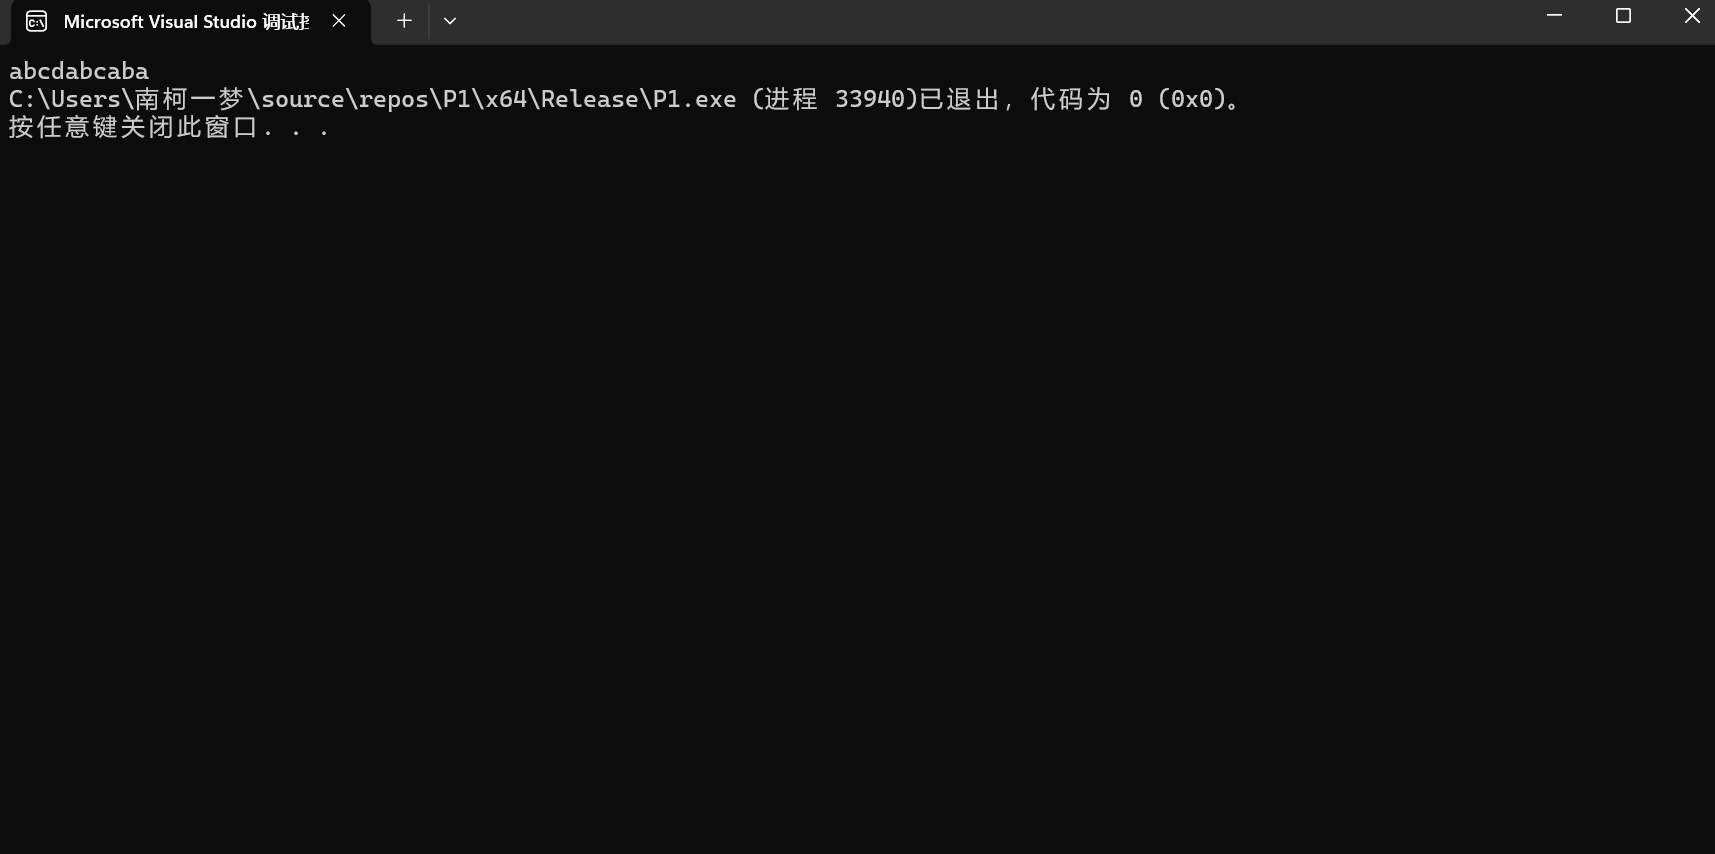 Microsoft Visual Studio 调试
abcdabcaba
C:\Users\南柯一梦\source\repos\P1\x64\Release\P1.exe (进程 33940)已退出，代码为 0 (0x0)。
按任意键关闭此窗口. . .